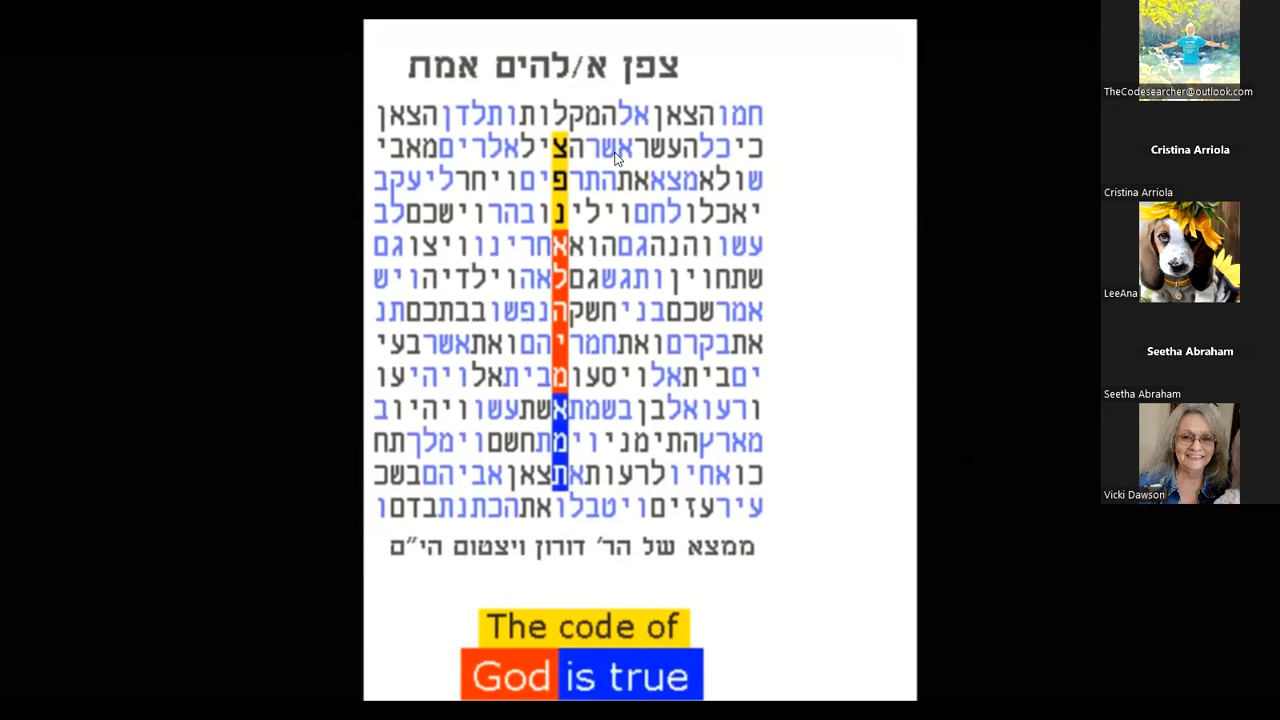 צפן א/להים אמת
חמוהצאןאלהמקלותותלדןהצאן
כיכלהעשראשרהצילאלריםמאבי
שולאמצאאתהתרפיםויחרליעקב
יאכלולחםוילינובהרוישכםלב
עשווהנהגםהואאחרינוויצוגם
שתחויןותגשגםלאהוילדיהויש
אמרשכםבניחשקהנפשובבתכםתנ
אתבקרםואתחמריהםואתאשרבעי
יםביתאלויסעומביתאלויהיעו
ורעואלבןבשמתאשתעשוויהיוב
מארץהתימניוימתחשםוימלךתח
כואחיולרעותאתצאןאביהםבשכ
עירעזיםויטבלואתהכתנתבדםו
ממצא של הר' דורון ויצטום הי״ם
The code of
God is true
TheCodesearcher@outlook.com
Cristina Arriola
Cristina Arriola
LeeAna
Seetha Abraham
Seetha Abraham
Vicki Dawson